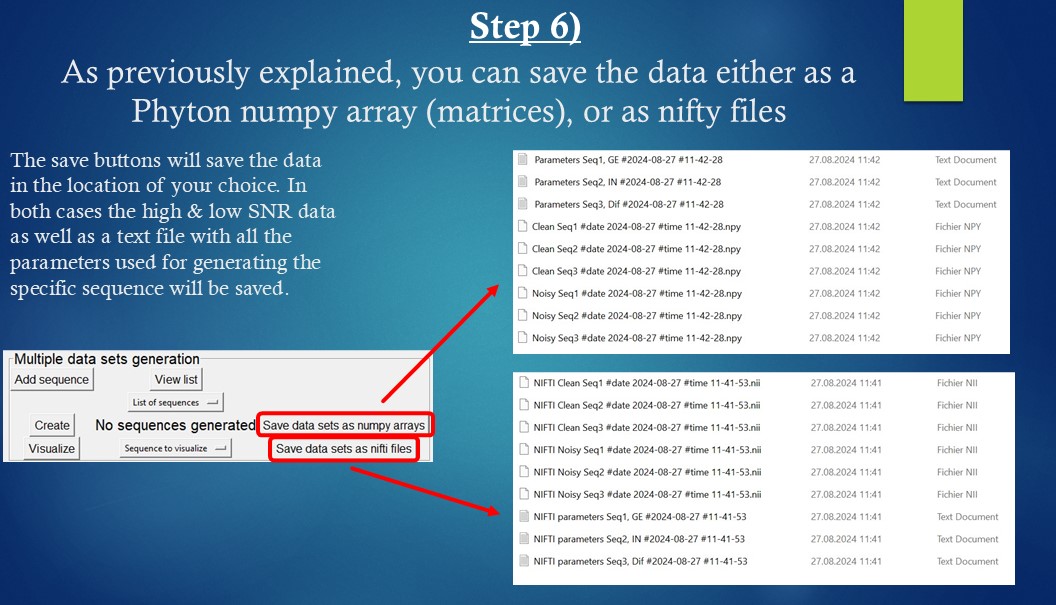 Step 6)
As previously explained, you can save the data either as a
Phyton numpy array (matrices), or as nifty files
The save buttons will save the data
in the location of your choice. In
both cases the high & low SNR data
as well as a text file with all the
parameters used for generating the
specific sequence will be saved.
Multiple data sets generation
Add sequence View list
List of sequences
Create No sequences generated Save data sets as numpy arrays
Visualize Sequence to visualize Save data sets as nifti files
Parameters Seq1, GE #2024-08-27 #11-42-28 27.08.2024 11:42 Text Document
Parameters Seq2, IN #2024-08-27 #11-42-28 27.08.2024 11:42 Text Document
Parameters Seq3, Dif #2024-08-27 #11-42-28 27.08.2024 11:42 Text Document
Clean Seq1 #date 2024-08-27 #time 11-42-28.npy 27.08.2024 11:42 Fichier NPY
Clean Seq2 #date 2024-08-27 #time 11-42-28.npy 27.08.2024 11:42 Fichier NPY
Clean Seq3 #date 2024-08-27 #time 11-42-28.npy 27.08.2024 11:42 Fichier NPY
Noisy Seq1 #date 2024-08-27 #time 11-42-28.npy 27.08.2024 11:42 Fichier NPY
Noisy Seq2 #date 2024-08-27 #time 11-42-28.npy 27.08.2024 11:42 Fichier NPY
Noisy Seq3 #date 2024-08-27 #time 11-42-28.npy 27.08.2024 11:42 Fichier NPY
NIFTI Clean Seq1 #date 2024-08-27 #time 11-41-53.nii 27.08.2024 11:41 Fichier NII
NIFTI Clean Seq2 #date 2024-08-27 #time 11-41-53.nii 27.08.2024 11:41 Fichier NII
NIFTI Clean Seq3 #date 2024-08-27 #time 11-41-53.nii 27.08.2024 11:41 Fichier NII
NIFTI Noisy Seq1 #date 2024-08-27 #time 11-41-53.nii 27.08.2024 11:41 Fichier NII
NIFTI Noisy Seq2 #date 2024-08-27 #time 11-41-53.nii 27.08.2024 11:41 Fichier NII
NIFTI Noisy Seq3 #date 2024-08-27 #time 11-41-53.nii 27.08.2024 11:41 Fichier NII
NIFTI parameters Seq1, GE #2024-08-27 #11-41-53 27.08.2024 11:41 Text Document
NIFTI parameters Seq2, IN #2024-08-27 #11-41-53 27.08.2024 11:41 Text Document
NIFTI parameters Seq3, Dif #2024-08-27 #11-41-53 27.08.2024 11:41 Text Document